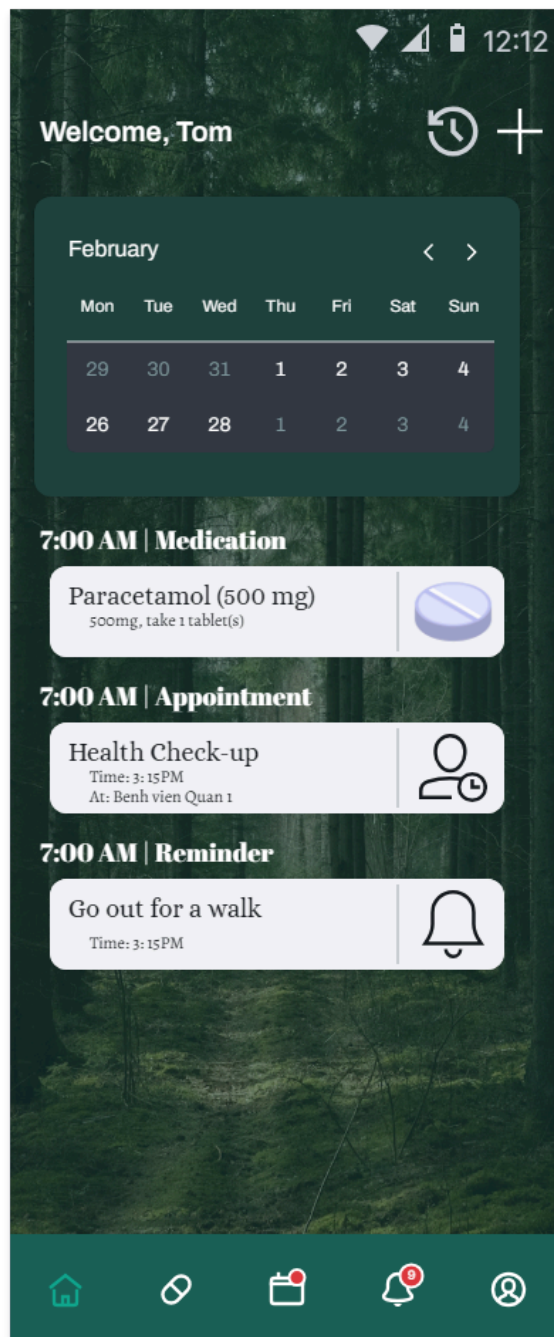 12:12
Welcome, Tom
February
Mon Tue Wed Thu Fri Sat Sun
29 30 31 1 2 3 4
26 27 28 1 2 3 4
7:00 AM | Medication
Paracetamol (500 mg)
500mg, take 1 tablet(s)
7:00 AM | Appointment
Health Check-up
Time: 3: 15PM
At: Benh vien Quan 1
7:00 AM | Reminder
Go out for a walk
Time: 3: 15PM
9